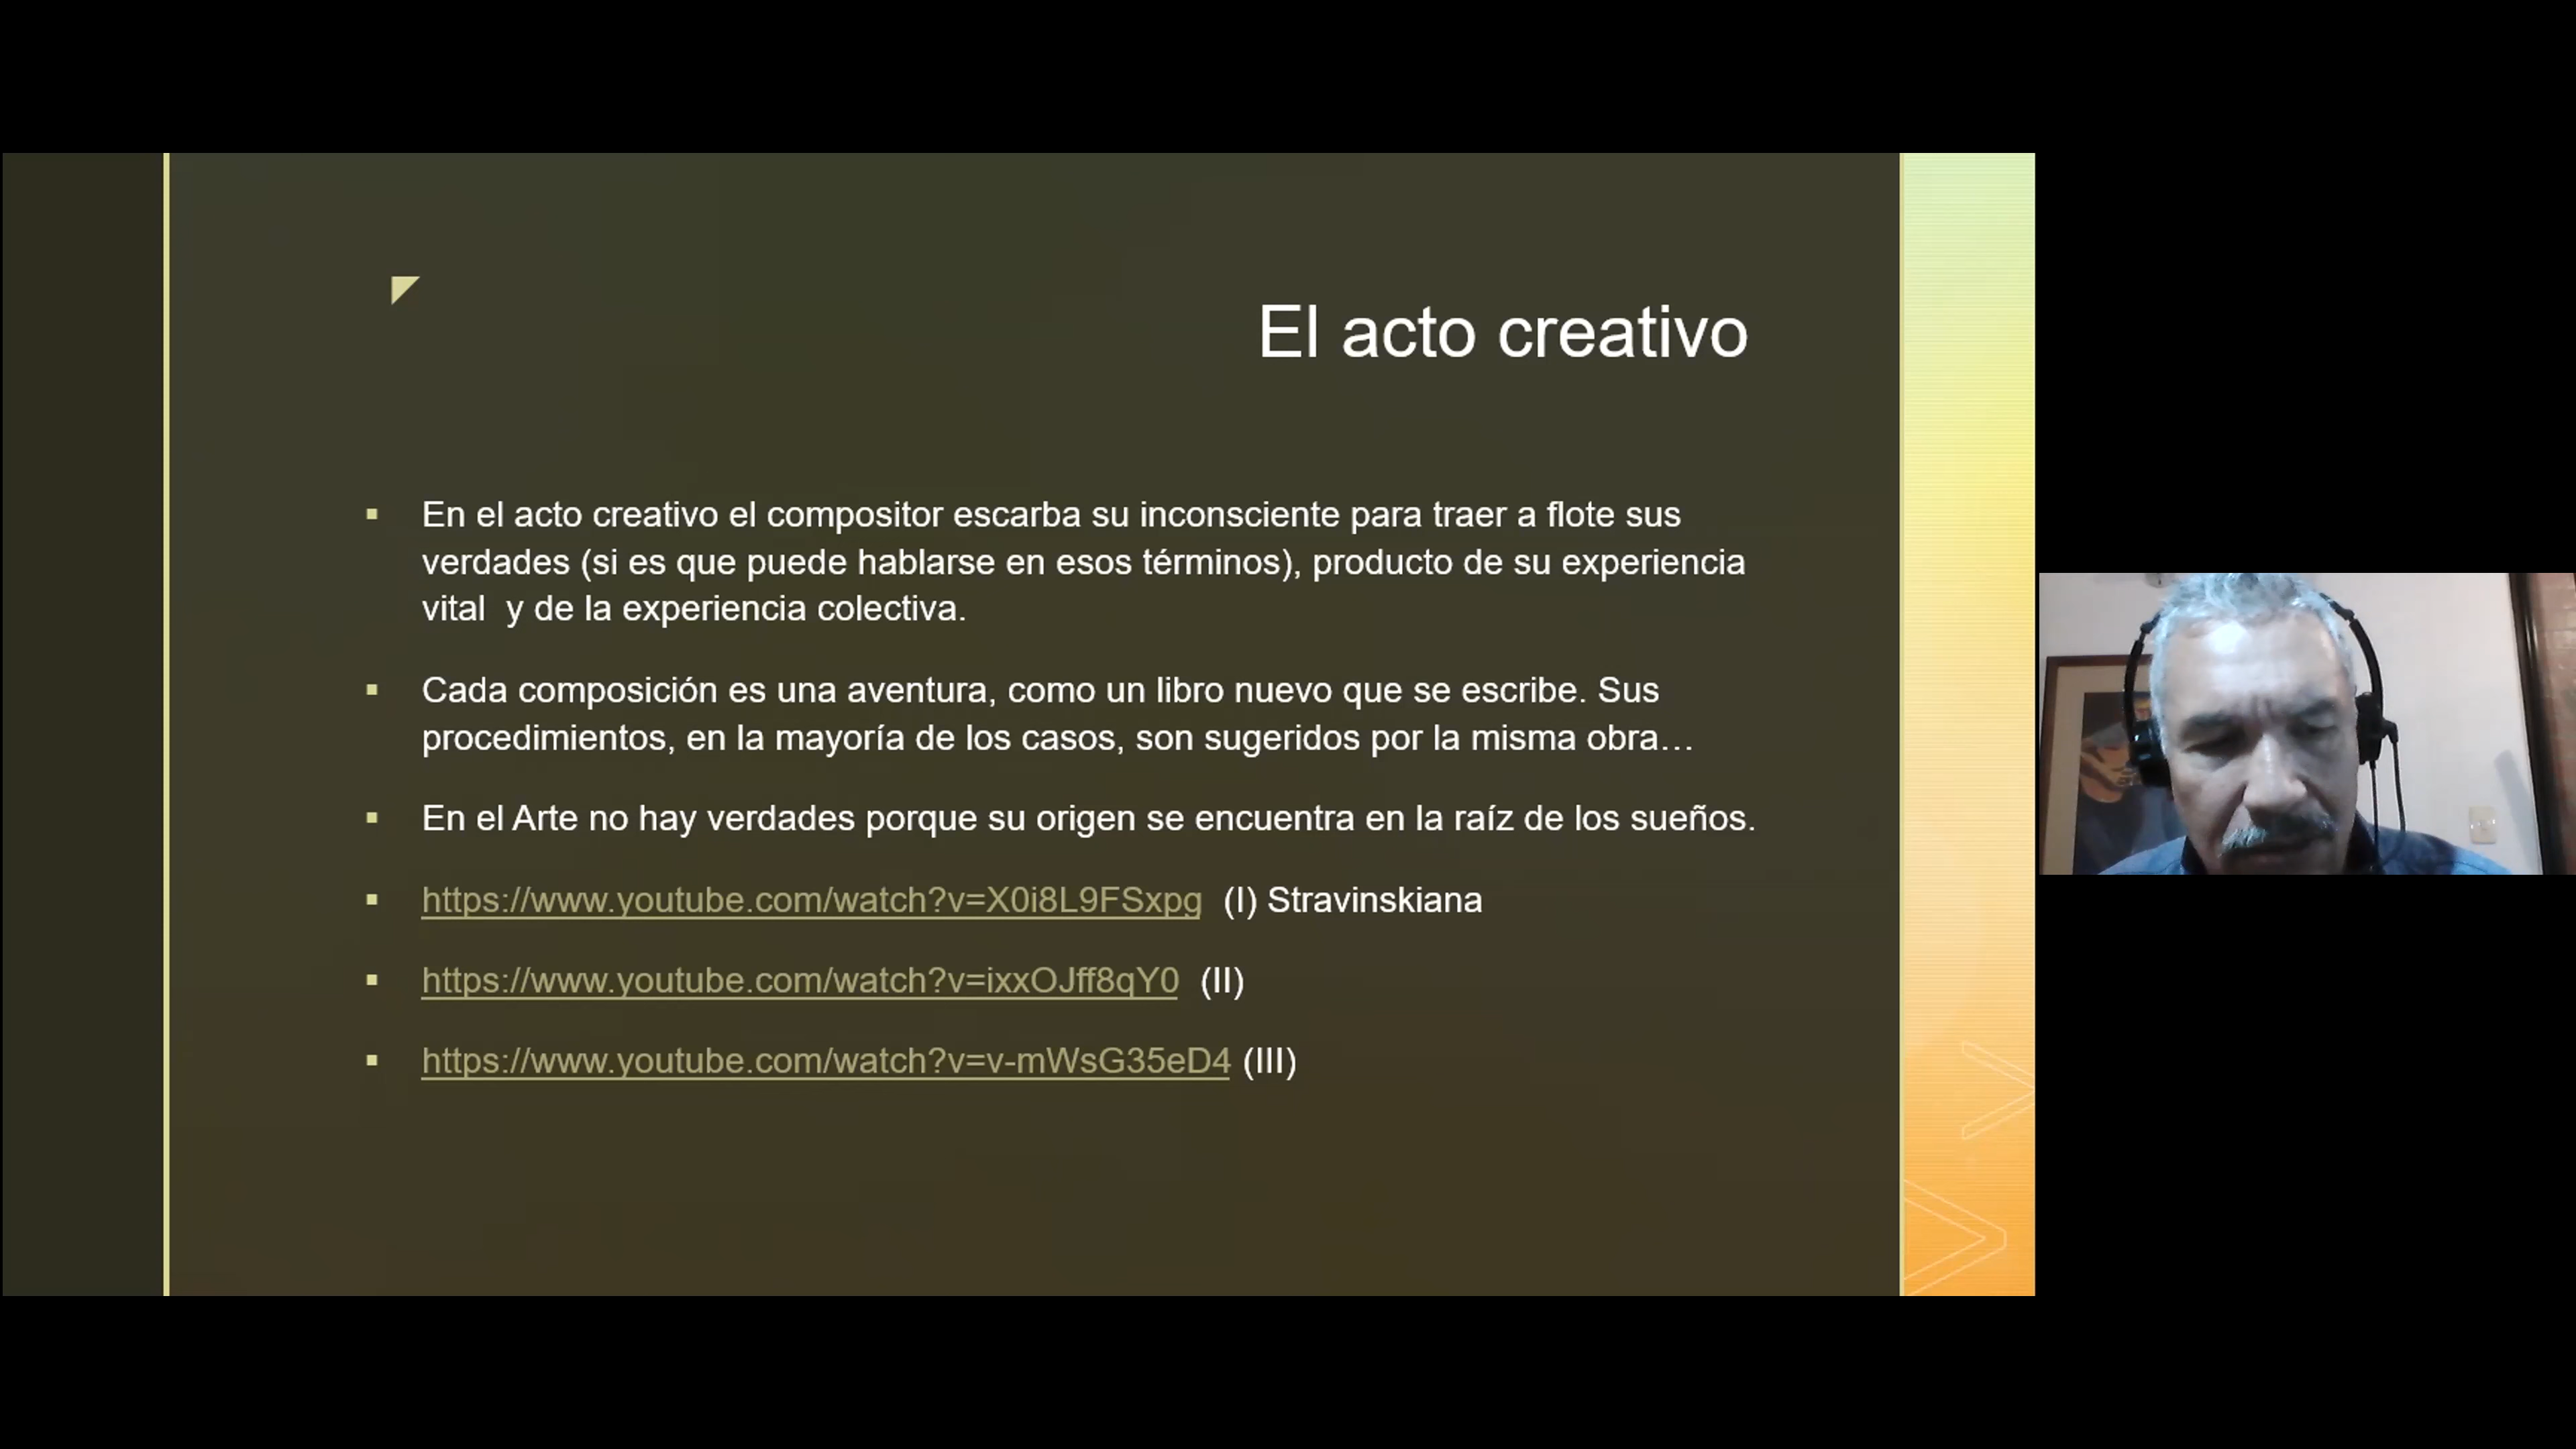 El acto creativo
En el acto creativo el compositor escarba su inconsciente para traer a flote sus
verdades (si es que puede hablarse en esos términos), producto de su experiencia
vital  y de la experiencia colectiva.
Cada composición es una aventura, como un libro nuevo que se escribe. Sus
procedimientos, en la mayoría de los casos, son sugeridos por la misma obra…
En el Arte no hay verdades porque su origen se encuentra en la raíz de los sueños.
https://www.youtube.com/watch?v=X0i8L9FSxpg  (I) Stravinskiana
https://www.youtube.com/watch?v=ixxOJff8qY0  (II)
https://www.youtube.com/watch?v=v-mWsG35eD4 (III)